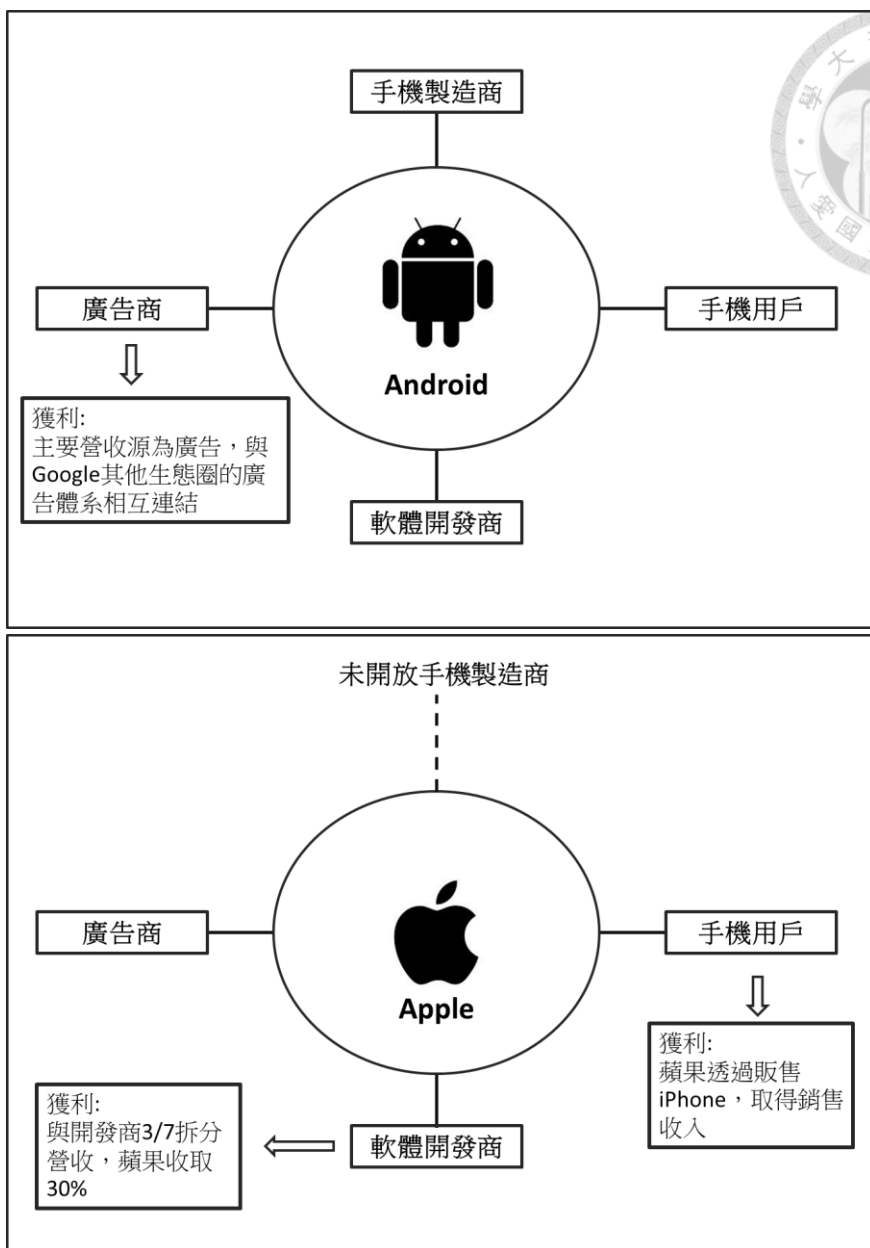 手機製造商
廣告商
手機用戶
Android
獲利:
主要營收源為廣告，與
Google其他生態圈的廣
告體系相互連結
軟體開發商
未開放手機製造商
廣告商
手機用戶
Apple
獲利:
蘋果透過販售
iPhone，取得銷售
收入
獲利:
與開發商3/7拆分
營收，蘋果收取
30%
軟體開發商
學大
人愛國